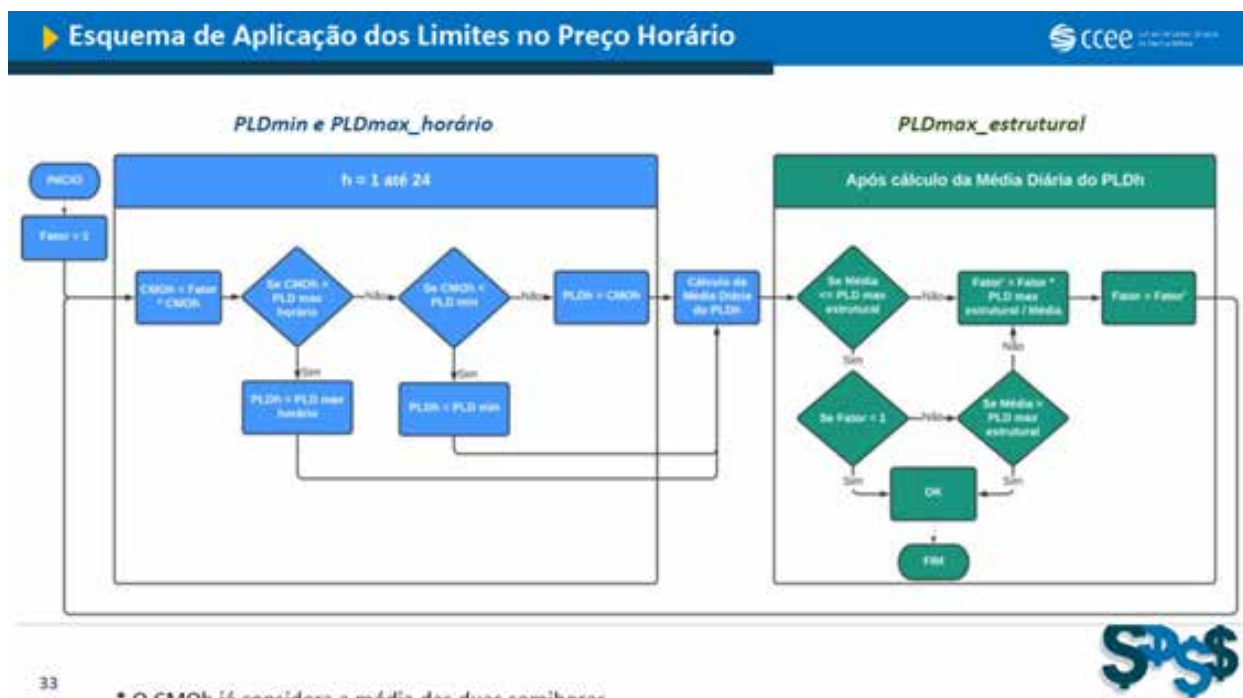 Esquema de Aplicação dos Limites no Preço Horário
ccee
PLDmin e PLDmax_horário
PLDmax_estrutural
INÍCIO
Fator = 1
h = 1 até 24
CMOh = Fator
* CMOh
Se CMOh >
PLD max
horário
Não
Sim
PLDh = PLD max
horário
Se CMOh <
PLD min
Não
Sim
PLDh = PLD min
PLDh = CMOh
Cálculo da
Média Diária
do PLDh
Após cálculo da Média Diária do PLDh
Se Média
<= PLD max
estrutural
Não
Sim
Fator' = Fator *
PLD max
estrutural / Média
Fator = Fator'
Se Fator = 1
Não
Sim
Se Média =
PLD max
estrutural
Não
Sim
OK
FIM
33
* O CMOh já considera a média das duas semihoras